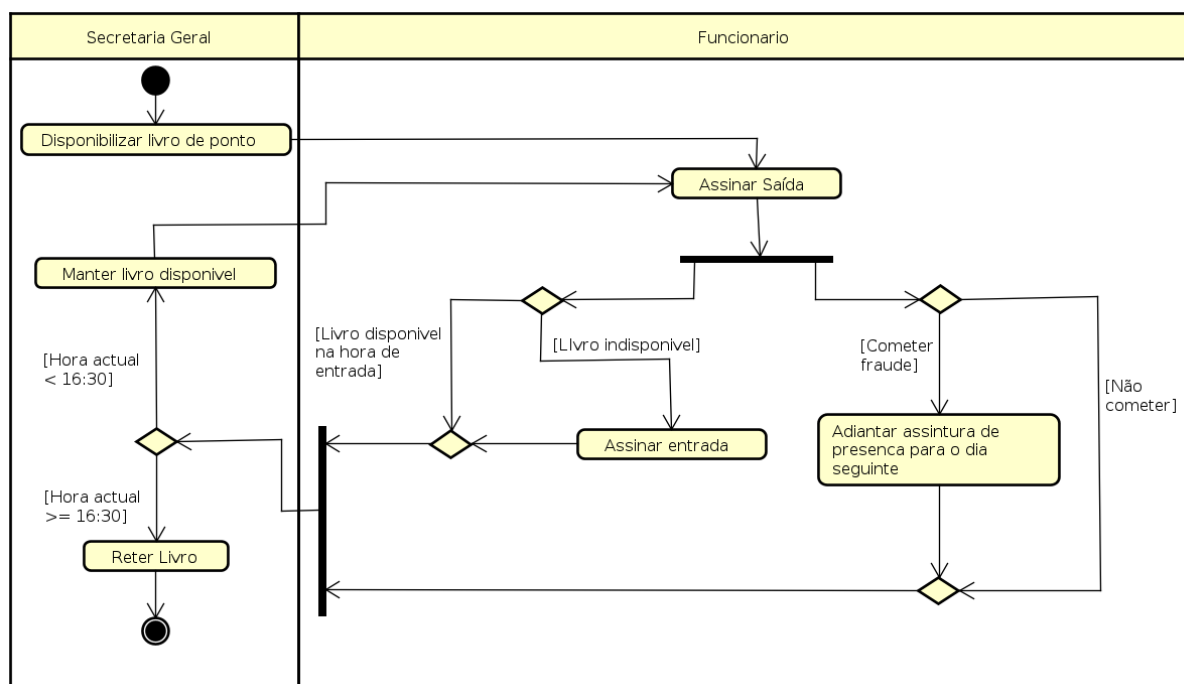 Secretaria Geral
Funcionario
Disponibilizar livro de ponto
Assinar Saída
Manter livro disponivel
[Livro disponivel
na hora de
entrada]
[LIvro indisponivel]
[Cometer
fraude]
[Hora actual
< 16:30]
[Não
cometer]
Assinar entrada
Adiantar assintura de
presenca para o dia
seguinte
[Hora actual
>= 16:30]
Reter Livro